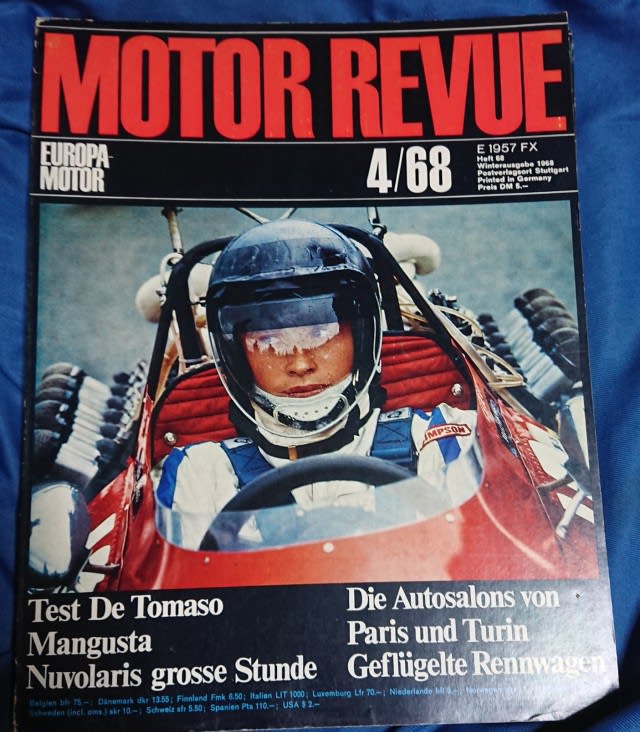 MOTOR REVUE
EUROPA-
MOTOR
4/68
E 1957 FX
Heft 68
Winterausgabe 1968
Postverlagsort Stuttgart
Printed in Germany
Preis DM 5.—
IMPSON
Test De Tomaso
Mangusta
Nuvolaris grosse Stunde
Die Autosalons von
Paris und Turin
Geflügelte Rennwagen
Belgien bfr 75.—; Dänemark dkr 13.55; Finnland Fmk 6.50; Italien LIT 1000; Luxemburg Lfr 70.—; Niederlande hfl
Schweden (incl. oms.) skr 10.—; Schweiz sfr 5.50; Spanien Pta 110.—; USA $ 2.—